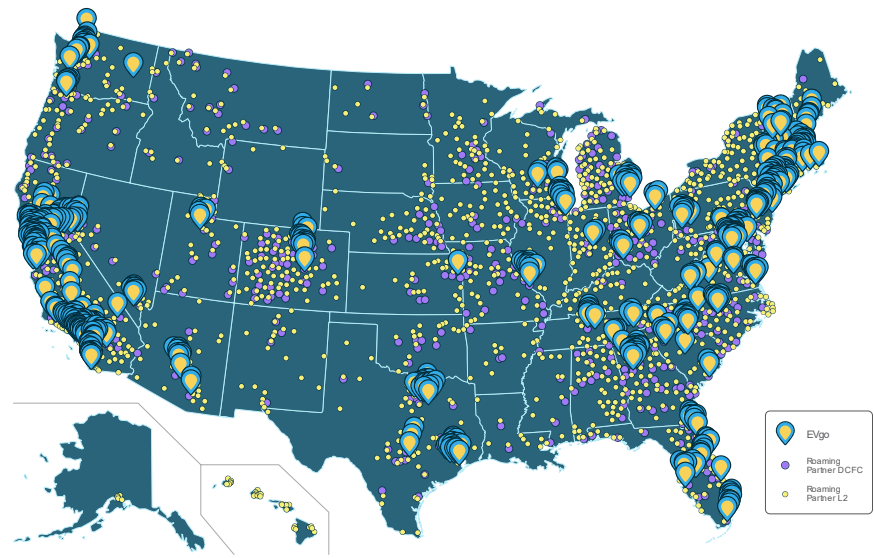 EVgo
Roaming
Partner DCFC
Roaming
Partner L2